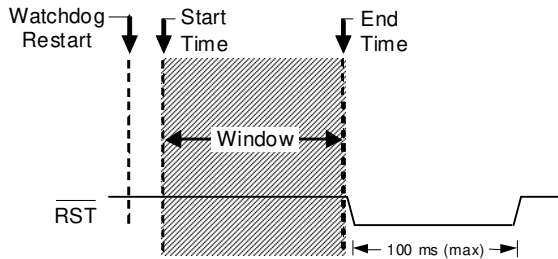 Watchdog
Restart
Start
Time
End
Time
Window
RST
100 ms (max)